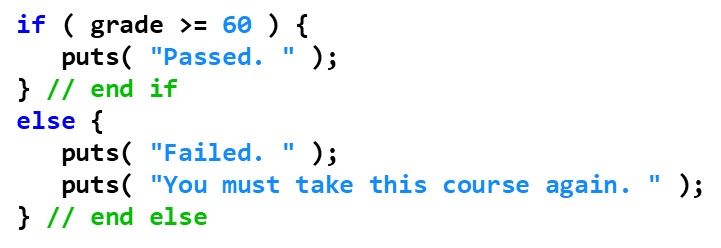 if ( grade >= 60 ) {
   puts( "Passed. " );
} // end if
else {
   puts( "Failed. " );
   puts( "You must take this course again. " );
} // end else